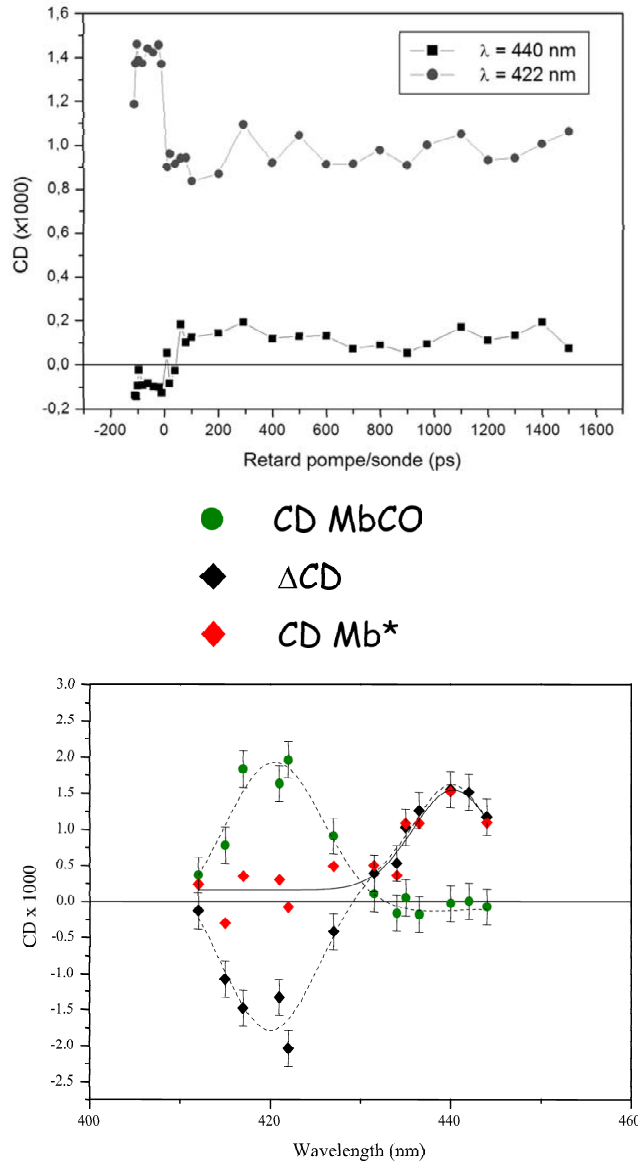 1,6
1,4
1,2
1,0
0,8
0,6
0,4
0,2
0,0
-0,2
CD (x1000)
λ = 440 nm
λ = 422 nm
-200 0 200 400 600 800 1000 1200 1400 1600
Retard pompe/sonde (ps)
CD MbCO
ΔCD
CD Mb*
3.0
2.5
2.0
1.5
1.0
0.5
0.0
-0.5
-1.0
-1.5
-2.0
-2.5
CD x 1000
400 420 440 460
Wavelength (nm)